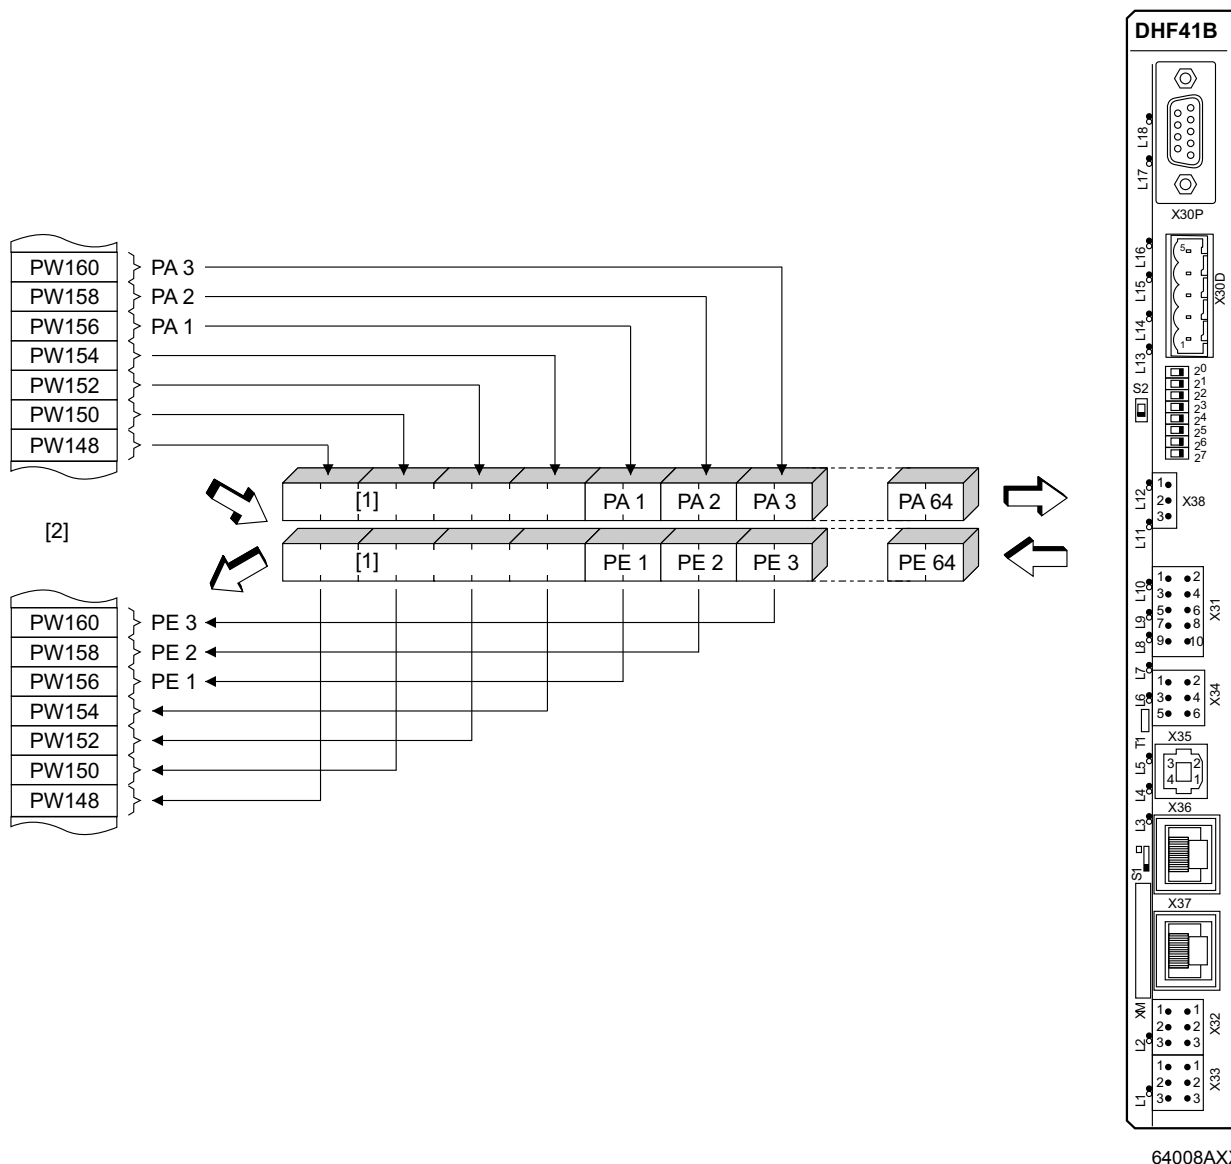 DHF41B
L18
L17
X30P
PW160 PA 3
PW158 PA 2
PW156 PA 1
PW154
PW152
PW150
PW148
L16
L15
L14
L13
5
1
X30D
S2
20
21
22
23
24
25
26
27
[1]
PA 1 PA 2 PA 3 PA 64
[2]
[1]
PE 1 PE 2 PE 3 PE 64
L12
L11
1
2
3
X38
PW160 PE 3
PW158 PE 2
PW156 PE 1
PW154
PW152
PW150
PW148
L10
L9
L8
1 2
3 4
5 6
7 8
9 10
X31
L7
L6
1 2
3 4
5 6
X34
T1
X35
L5
L4
3 2
4 1
X36
L3
S1
X37
XM
L2
1 1
2 2
3 3
X32
L1
1 1
2 2
3 3
X33